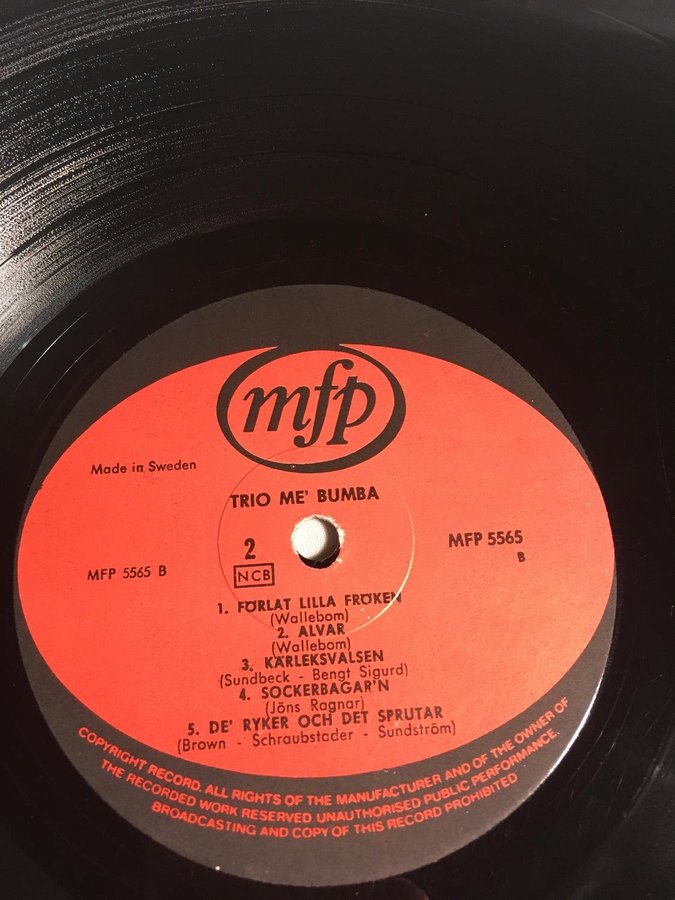 mfp
Made in Sweden
TRIO ME' BUMBA
2
MFP 5565
B
MFP 5565 B
NCB
1. FÖRLAT LILLA FRÖKEN
(Wallebom)
2. ALVAR
(Wallebom)
3. KÄRLEKSVALSEN
(Sundbeck - Bengt Sigurd)
4. SOCKERBAGAR'N
(Jöns Ragnar)
5. DE' RYKER OCH DET SPRUTAR
(Brown - Schraubstader - Sundström)
COPYRIGHT RECORD. ALL RIGHTS OF THE MANUFACTURER AND OF THE OWNER OF
THE RECORDED WORK RESERVED UNAUTHORISED PUBLIC PERFORMANCE.
BROADCASTING AND COPY OF THIS RECORD PROHIBITED